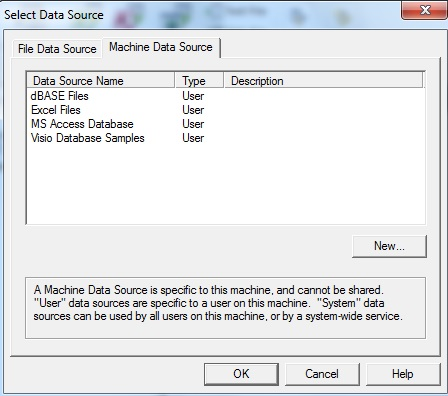 Select Data Source
File Data Source Machine Data Source
Data Source Name Type Description
dBASE Files User
Excel Files User
MS Access Database User
Visio Database Samples User
New...
A Machine Data Source is specific to this machine, and cannot be shared.
"User" data sources are specific to a user on this machine. "System" data
sources can be used by all users on this machine, or by a system-wide service.
OK Cancel Help